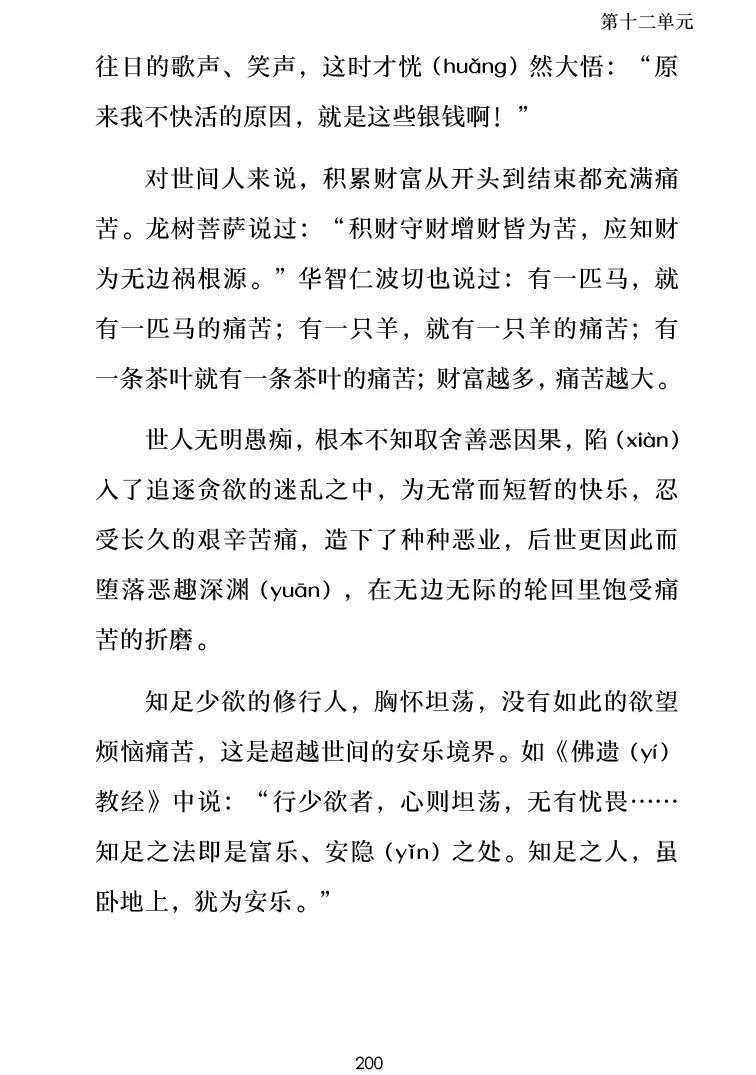 第十二单元
往日的歌声、笑声，这时才恍（huǎng）然大悟：“原
来我不快活的原因，就是这些银钱啊！”
对世间人来说，积累财富从开头到结束都充满痛
苦。龙树菩萨说过：“积财守财增财皆为苦，应知财
为无边祸根源。”华智仁波切也说过：有一匹马，就
有一匹马的痛苦；有一只羊，就有一只羊的痛苦；有
一条茶叶就有一条茶叶的痛苦；财富越多，痛苦越大。
世人无明愚痴，根本不知取舍善恶因果，陷（xiàn）
入了追逐贪欲的迷乱之中，为无常而短暂的快乐，忍
受长久的艰辛苦痛，造下了种种恶业，后世更因此而
堕落恶趣深渊（yuān），在无边无际的轮回里饱受痛
苦的折磨。
知足少欲的修行人，胸怀坦荡，没有如此的欲望
烦恼痛苦，这是超越世间的安乐境界。如《佛遗（yí）
教经》中说：“行少欲者，心则坦荡，无有忧畏……
知足之法即是富乐、安隐（yǐn）之处。知足之人，虽
卧地上，犹为安乐。”
200